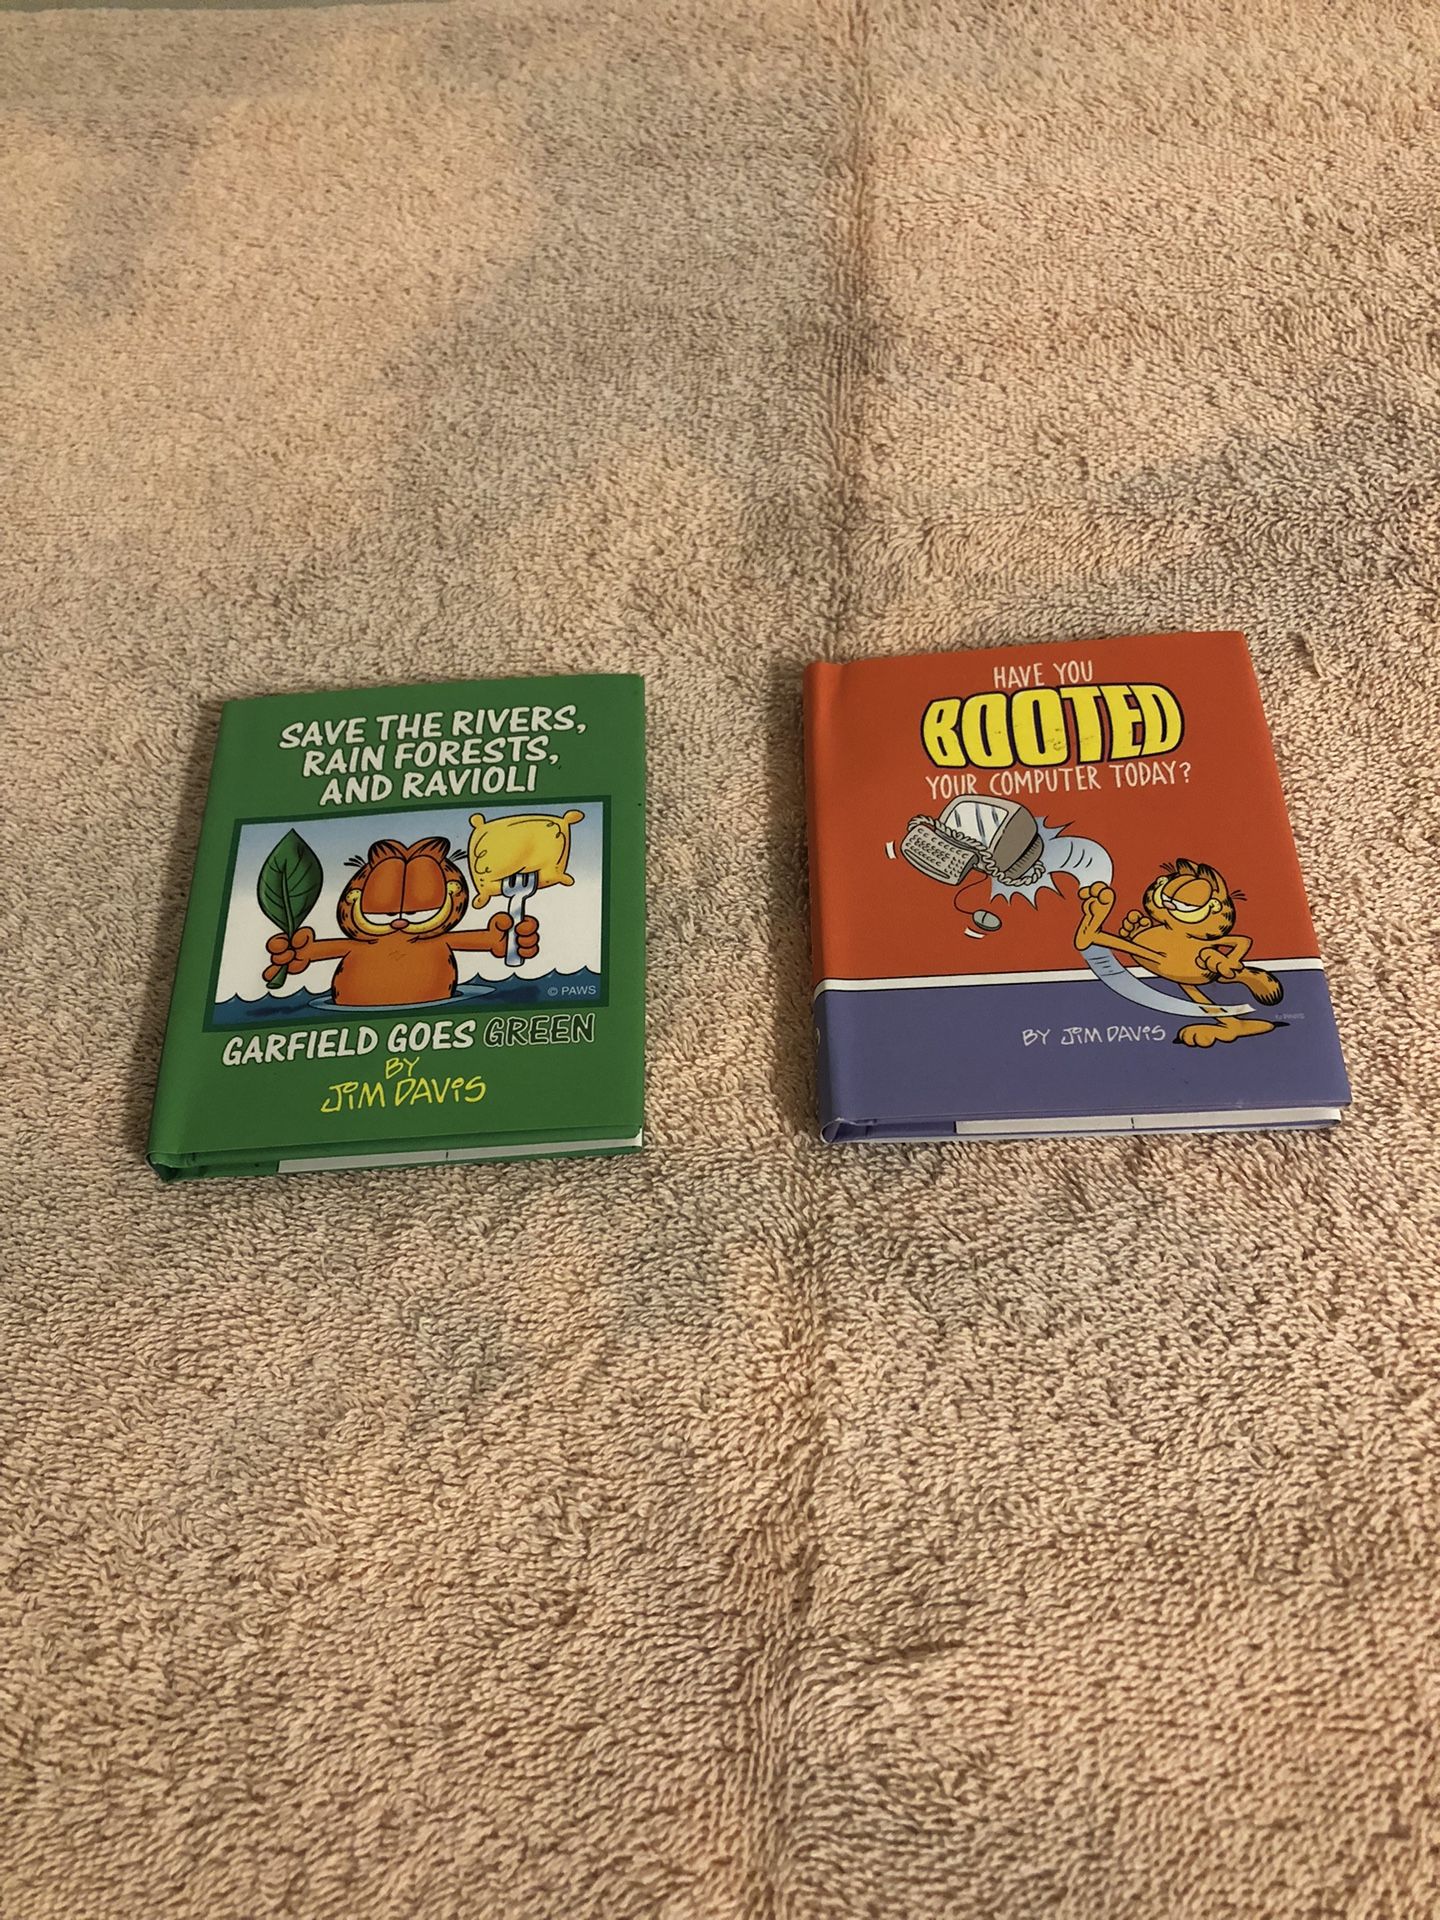 SAVE THE RIVERS,
RAIN FORESTS,
AND RAVIOLI
© PAWS
GARFIELD GOES GREEN
BY
JIM DAVIS
HAVE YOU
BOOTED
YOUR COMPUTER TODAY?
BY JIM DAVIS
PAWS